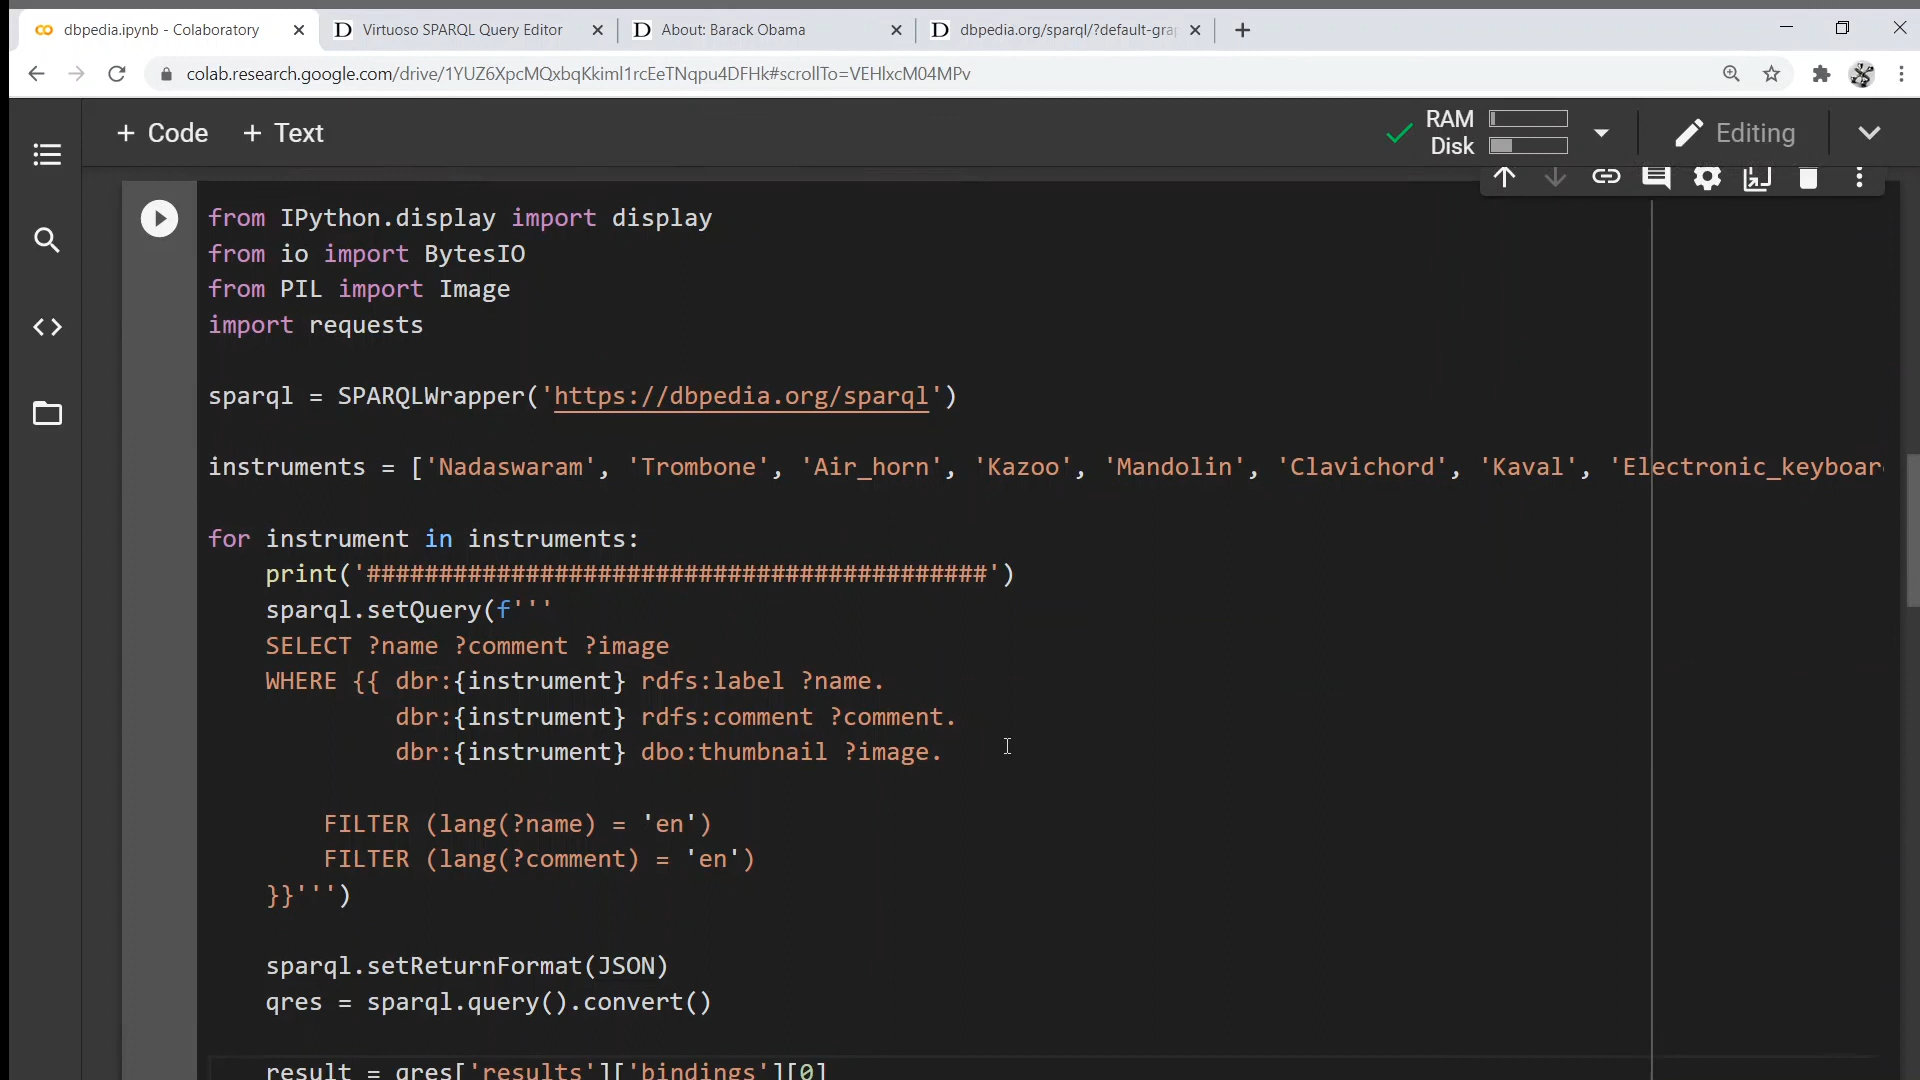 dbpedia.ipynb - Colaboratory
Virtuoso SPARQL Query Editor
About: Barack Obama
dbpedia.org/sparql/?default-gra
colab.research.google.com/drive/1YUZ6XpcMQxbqKkiml1rcEeTNqpu4DFHk#scrollTo=VEHlxcM04MPv
+ Code + Text
RAM
Disk
Editing
from IPython.display import display
from io import BytesIO
from PIL import Image
import requests
sparql = SPARQLWrapper('https://dbpedia.org/sparql')
instruments = ['Nadaswaram', 'Trombone', 'Air_horn', 'Kazoo', 'Mandolin', 'Clavichord', 'Kaval', 'Electronic_keyboar
for instrument in instruments:
print('###########################################')
sparql.setQuery(f'''
SELECT ?name ?comment ?image
WHERE {{ dbr:{instrument} rdfs:label ?name.
dbr:{instrument} rdfs:comment ?comment.
dbr:{instrument} dbo:thumbnail ?image.
FILTER (lang(?name) = 'en')
FILTER (lang(?comment) = 'en')
}}''')
sparql.setReturnFormat(JSON)
qres = sparql.query().convert()
result = qres['results']['bindings'][0]